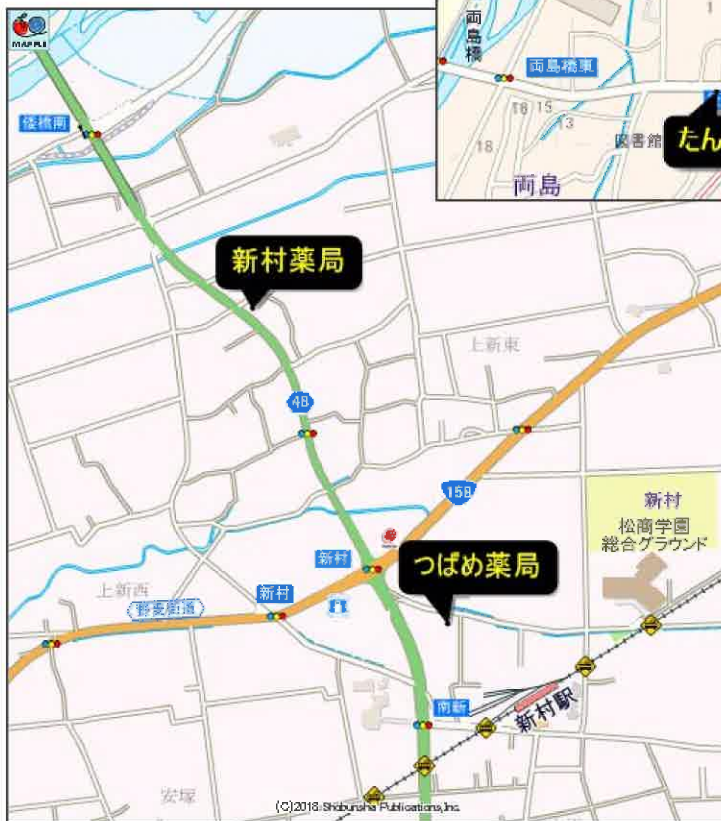 MAPPLE
倭橋南
両島橋
両島橋東
18 15
13
18
1
図書館
たん
両島
新村薬局
上新東
48
158
新村
松商学園
総合グラウンド
新村
つばめ薬局
上新西
新村
野麦街道
南新
新村駅
安塚
(C)2018 Shobunsha Publications,Inc.